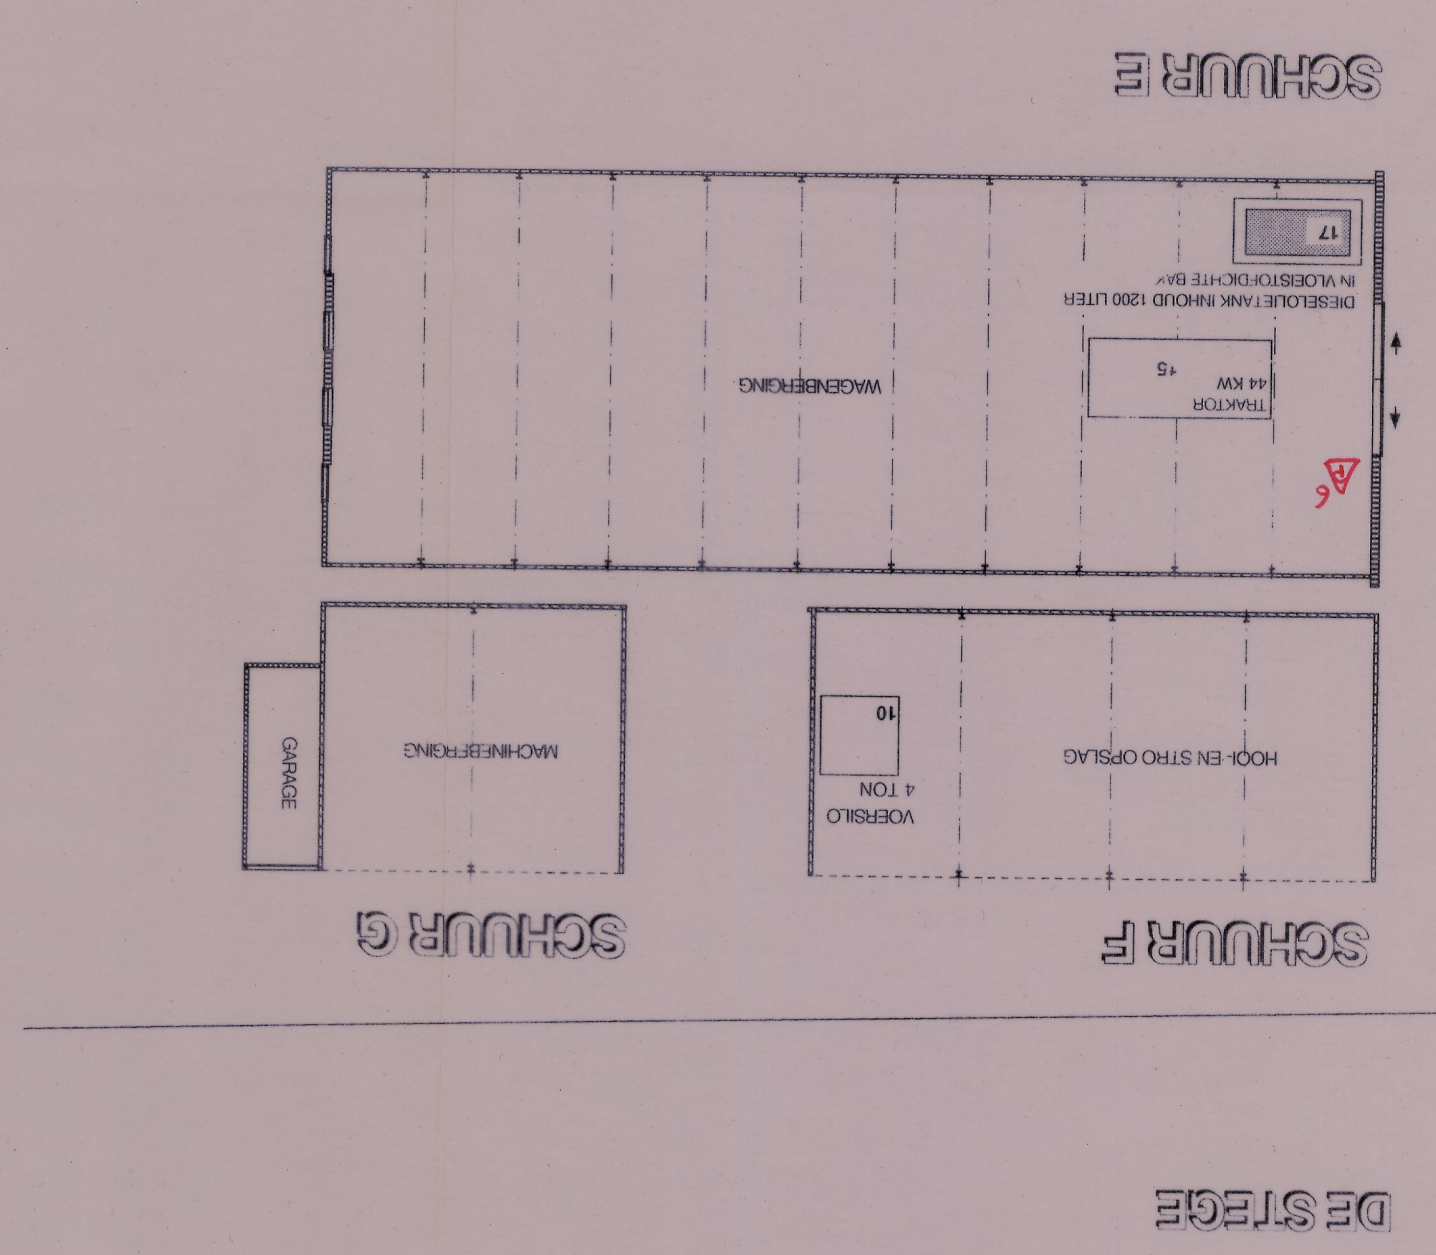 DE STEGE
SCHUUR F
SCHUUR G
VOERSILO
4 TON
10
HOOI- EN STRO OPSLAG
MACHINEBERGING
GARAGE
P 6
TRAKTOR
44 KW
15
WAGENBERGING
DIESELOLIETANK INHOUD 1200 LITER
IN VLOEISTOFDICHTE BAK
17
SCHUUR E